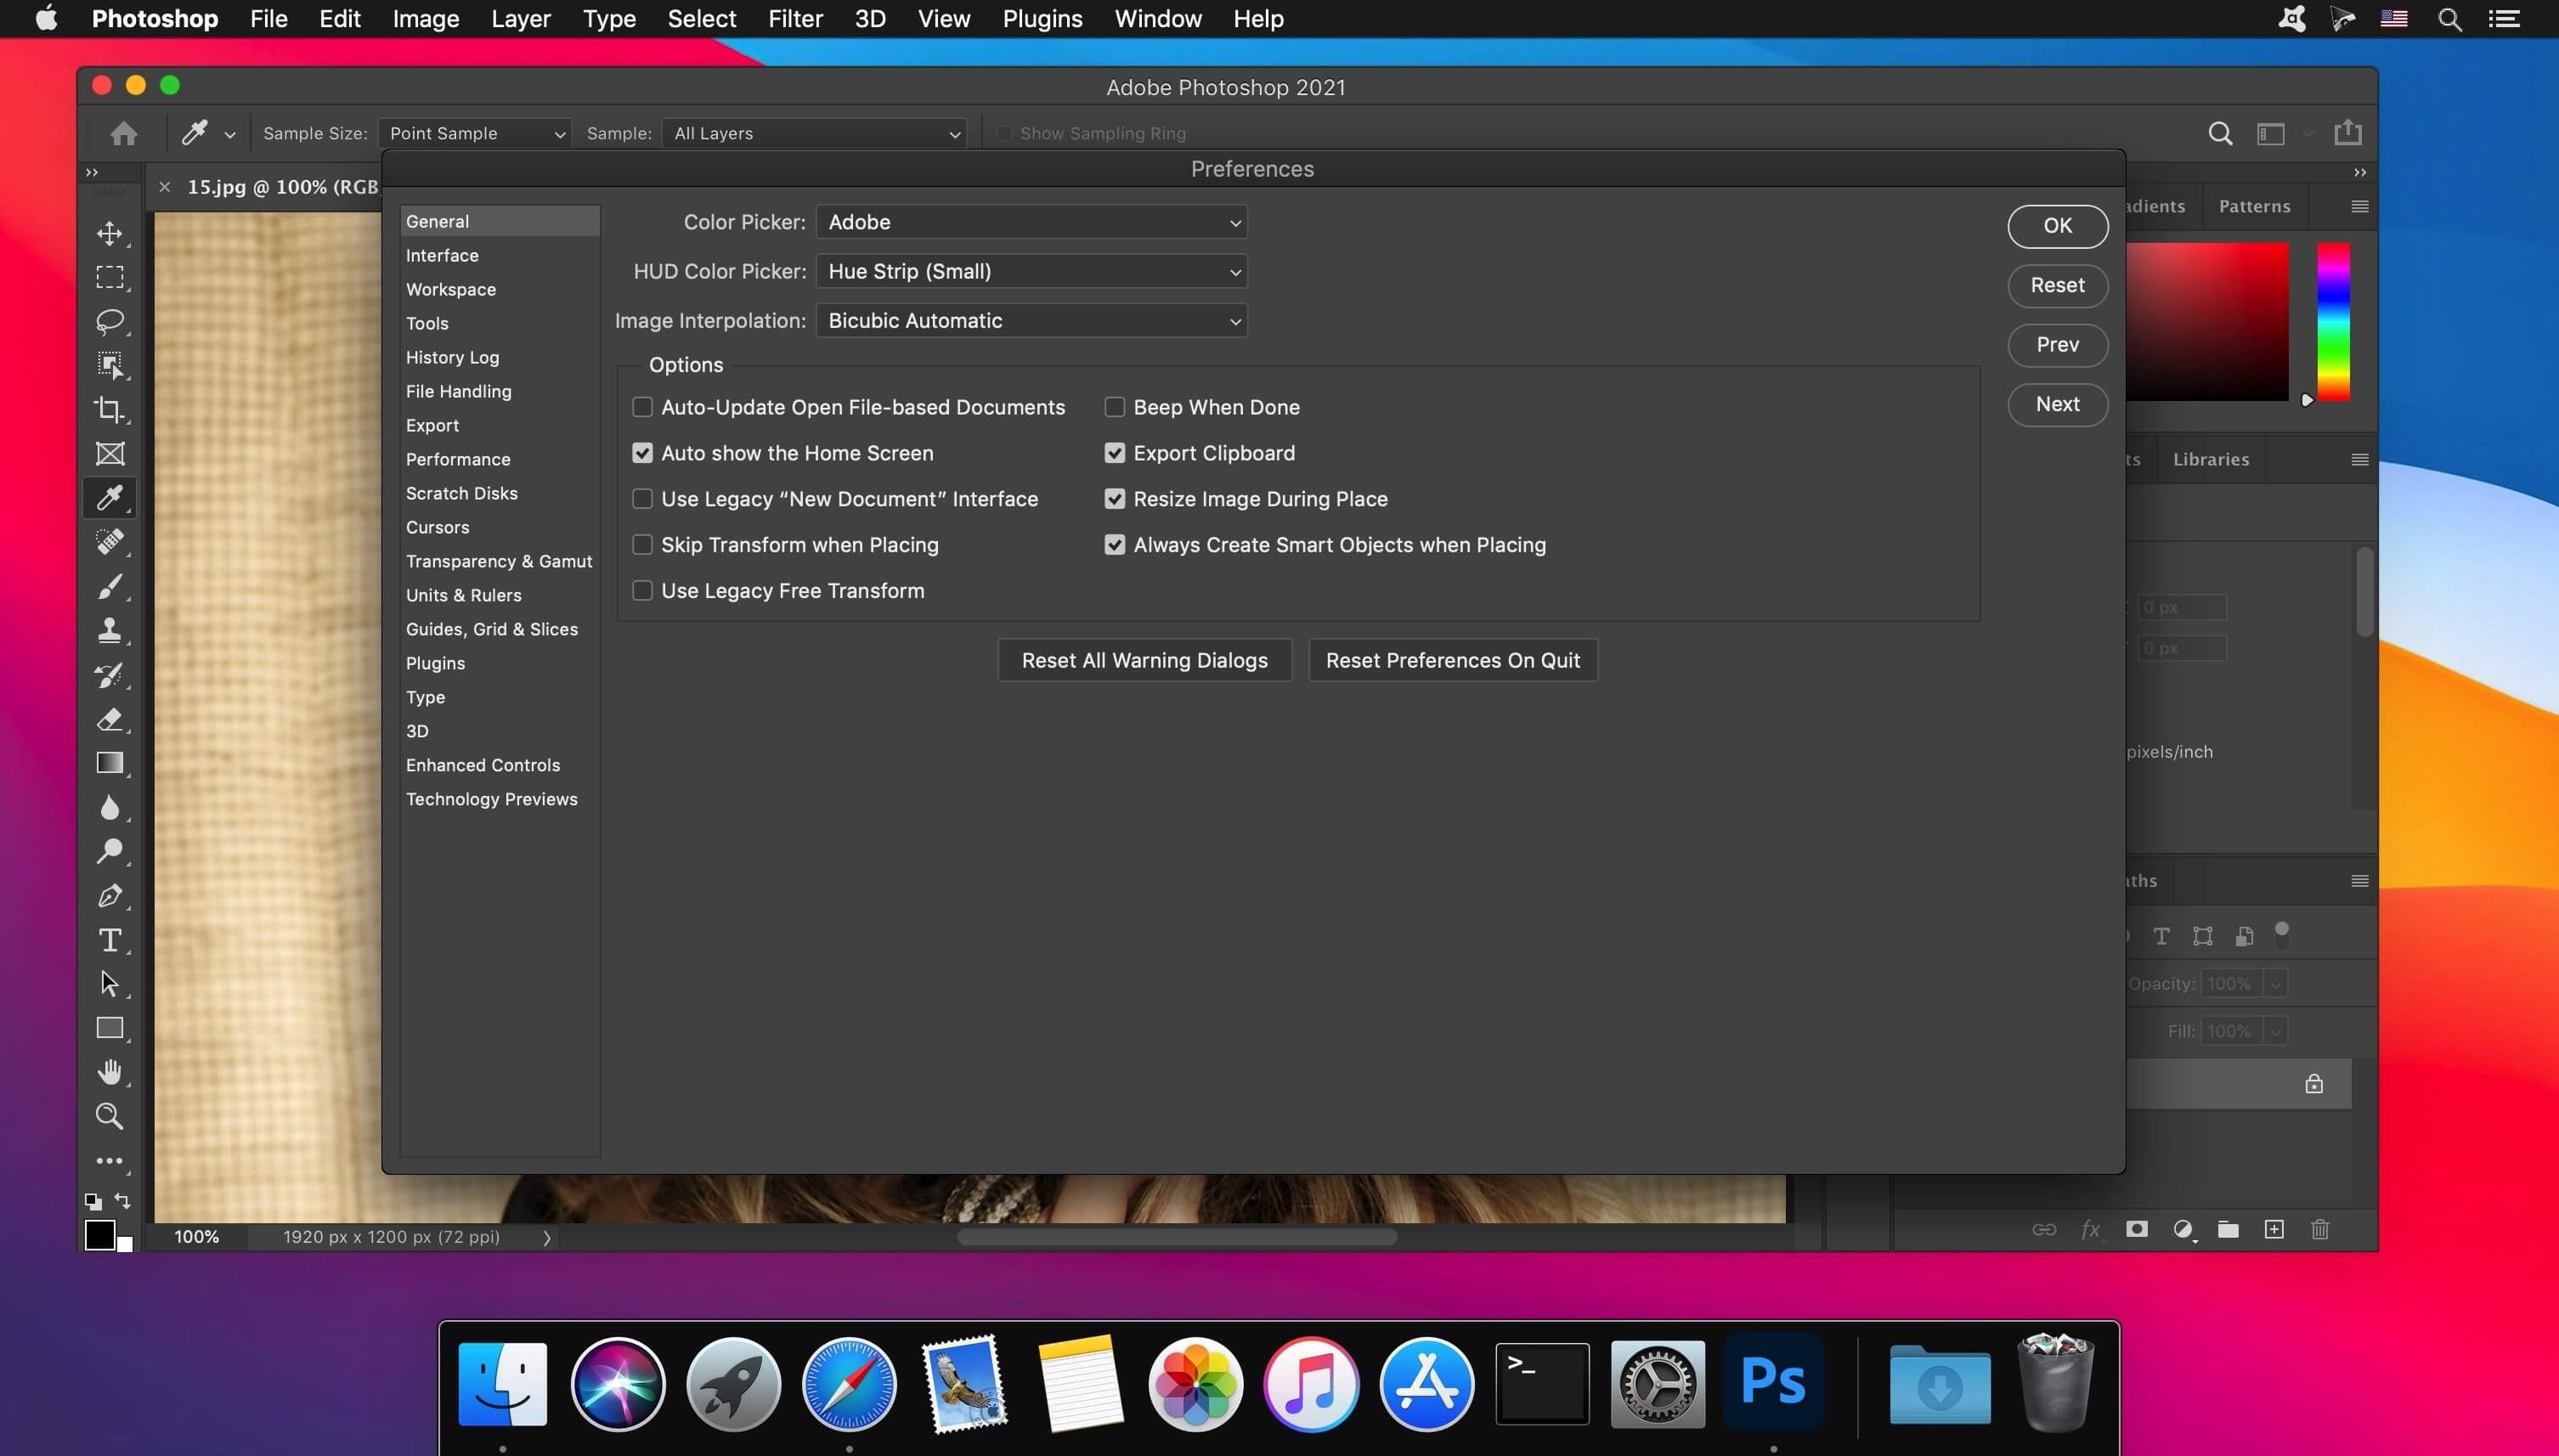 Photoshop File Edit Image Layer Type Select Filter 3D View Plugins Window Help
Adobe Photoshop 2021
Sample Size: Point Sample Sample: All Layers Show Sampling Ring
Preferences
15.jpg @ 100% (RGB
adients Patterns
General
Interface
Workspace
Tools
History Log
File Handling
Export
Performance
Scratch Disks
Cursors
Transparency & Gamut
Units & Rulers
Guides, Grid & Slices
Plugins
Type
3D
Enhanced Controls
Technology Previews
Color Picker: Adobe
HUD Color Picker: Hue Strip (Small)
Image Interpolation: Bicubic Automatic
Options
Auto-Update Open File-based Documents
Auto show the Home Screen
Use Legacy “New Document” Interface
Skip Transform when Placing
Use Legacy Free Transform
Beep When Done
Export Clipboard
Resize Image During Place
Always Create Smart Objects when Placing
Reset All Warning Dialogs Reset Preferences On Quit
OK
Reset
Prev
Next
ts Libraries
0 px
0 px
pixels/inch
aths
Opacity: 100%
Fill: 100%
fx
100% 1920 px x 1200 px (72 ppi)
>_
Ps